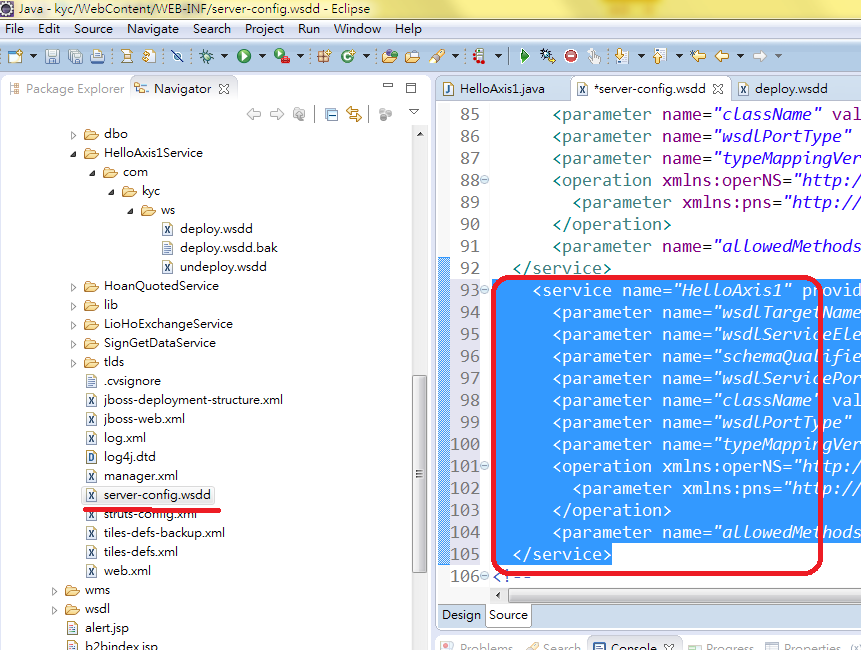 Java - kyc/WebContent/WEB-INF/server-config.wsdd - Eclipse
File Edit Source Navigate Search Project Run Window Help
Package Explorer Navigator
dbo
HelloAxis1Service
com
kyc
ws
deploy.wsdd
deploy.wsdd.bak
undeploy.wsdd
HoanQuotedService
lib
LioHoExchangeService
SignGetDataService
tlds
.cvsignore
jboss-deployment-structure.xml
jboss-web.xml
log.xml
log4j.dtd
manager.xml
server-config.wsdd
struts-config.xml
tiles-defs-backup.xml
tiles-defs.xml
web.xml
wms
wsdl
alert.jsp
b2bindex.jsp
HelloAxis1.java *server-config.wsdd deploy.wsdd
85 <parameter name="className" val
86 <parameter name="wsdlPortType"
87 <parameter name="typeMappingVer
88 <operation xmlns:operNS="http:/
89 <parameter xmlns:pns="http://
90 </operation>
91 <parameter name="allowedMethods
92 </service>
93 <service name="HelloAxis1" provid
94 <parameter name="wsdlTargetName
95 <parameter name="wsdlServiceEle
96 <parameter name="schemaQualifie
97 <parameter name="wsdlServicePor
98 <parameter name="className" val
99 <parameter name="wsdlPortType"
100 <parameter name="typeMappingVer
101 <operation xmlns:operNS="http:/
102 <parameter xmlns:pns="http://
103 </operation>
104 <parameter name="allowedMethods
105 </service>
106 <!--
Design Source
Problems Search Console Progress Properties